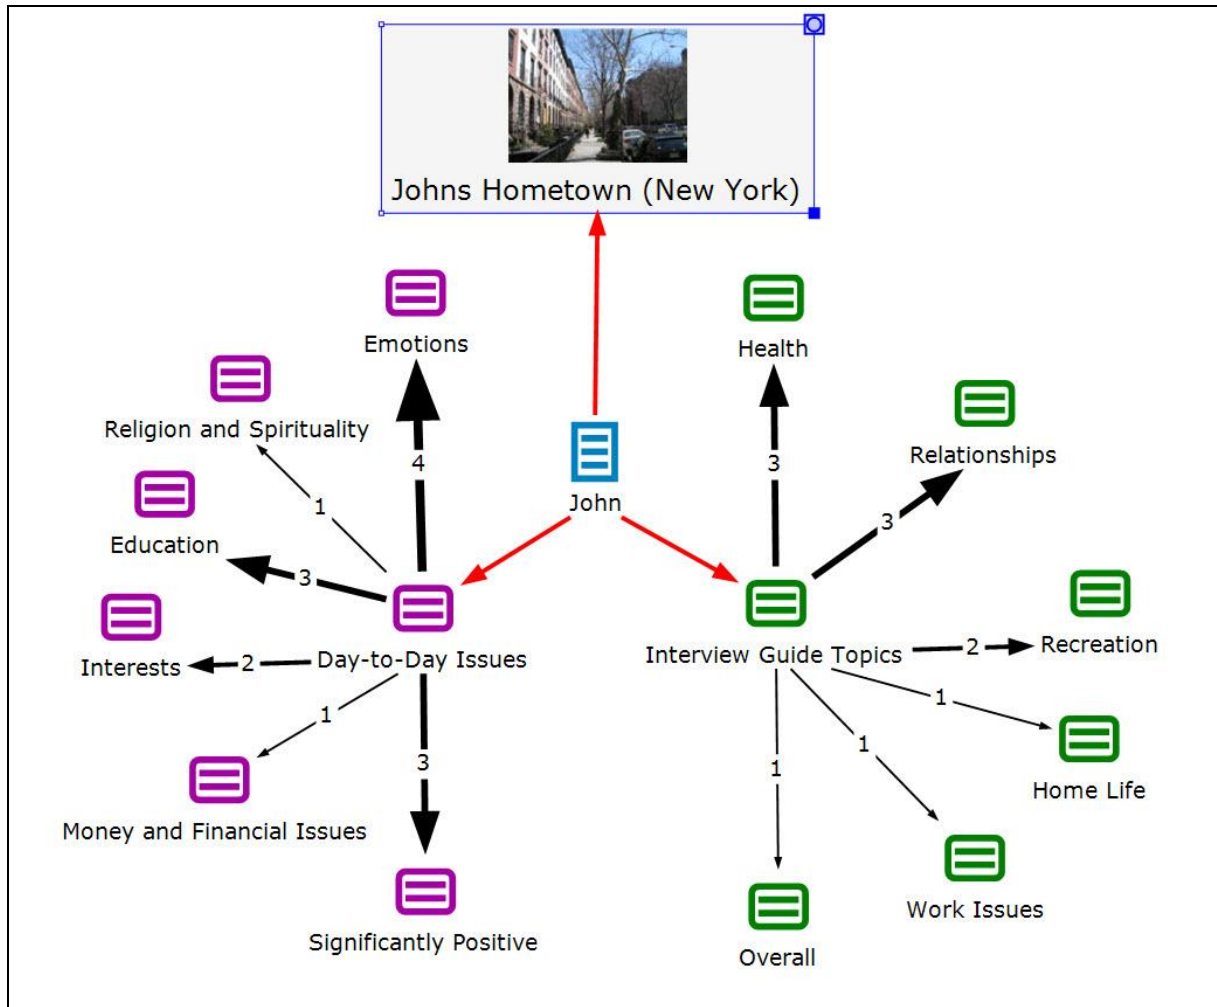 Johns Hometown (New York)
Emotions
Health
Religion and Spirituality
Relationships
4
3
John
1
3
Education
3
Interests
2
Day-to-Day Issues
Interview Guide Topics
2
Recreation
1
1
1
3
1
Home Life
Money and Financial Issues
Work Issues
Significantly Positive
Overall